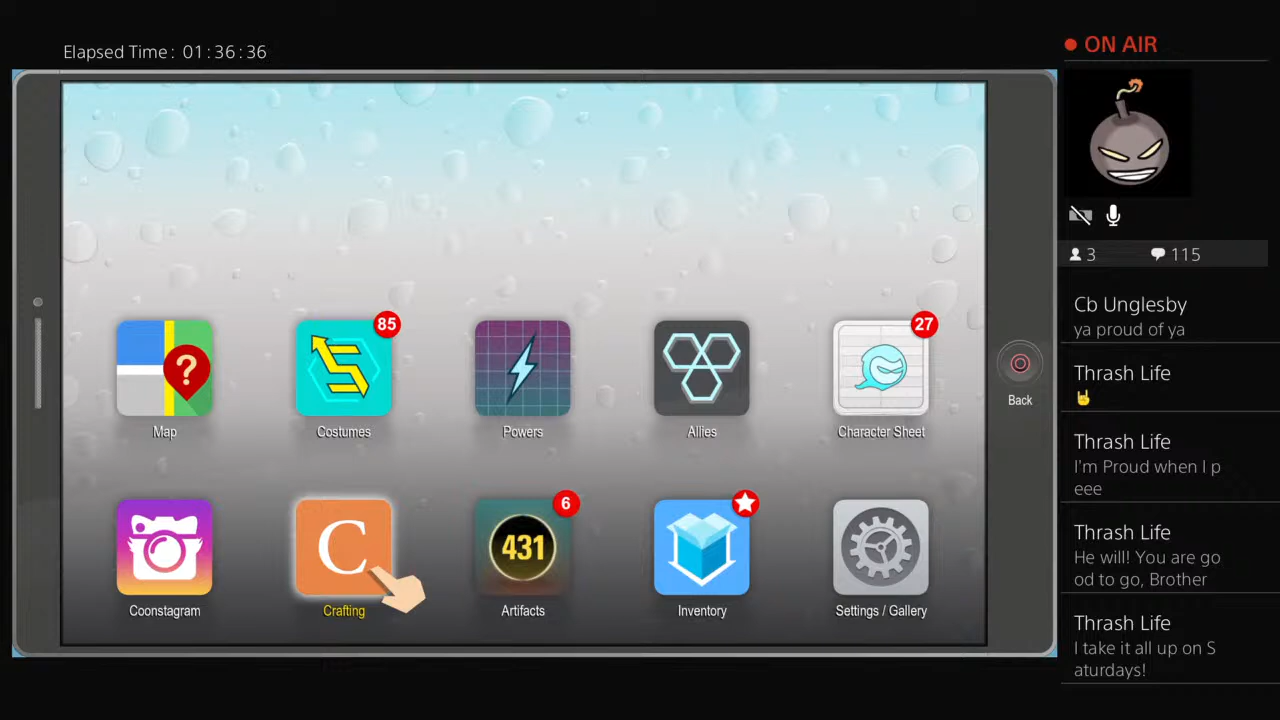 Elapsed Time: 01:36:36
ON AIR
3 115
85
27
?
Map
Costumes
Powers
Allies
Character Sheet
Back
6
C
431
Coonstagram
Crafting
Artifacts
Inventory
Settings / Gallery
Cb Unglesby
ya proud of ya
Thrash Life
🤘
Thrash Life
I'm Proud when I p
eee
Thrash Life
He will! You are go
od to go, Brother
Thrash Life
I take it all up on S
aturdays!